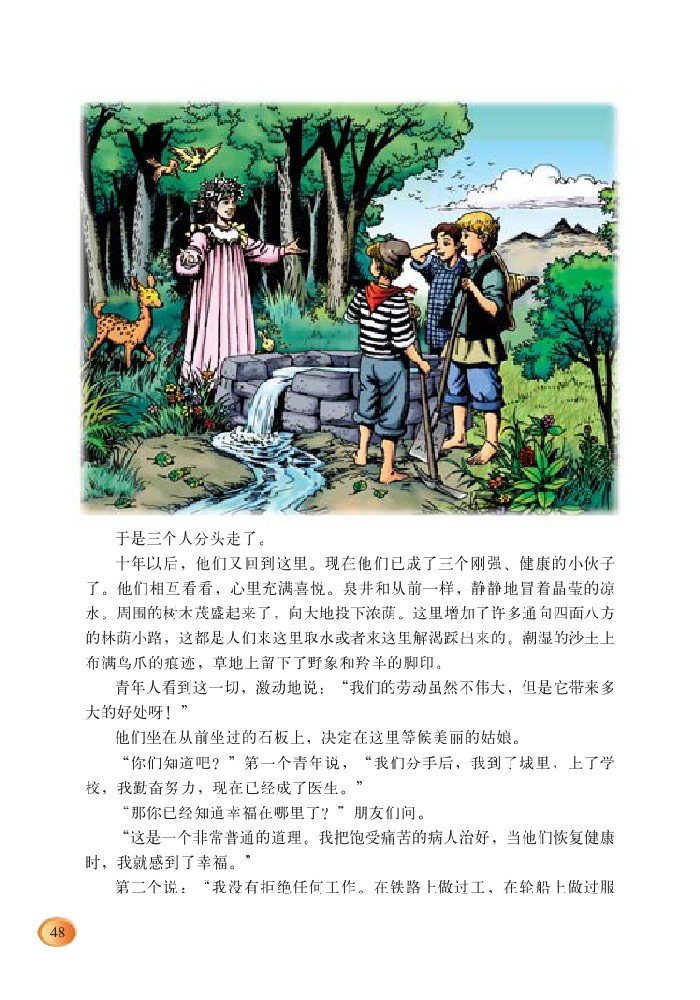 于是三个人分头走了。
十年以后，他们又回到这里。现在他们已成了三个刚强、健康的小伙子
了。他们相互看看，心里充满喜悦。泉井和从前一样，静静地冒着晶莹的凉
水。周围的树木茂盛起来了，向大地投下浓荫。这里增加了许多通向四面八方
的林荫小路，这都是人们来这里取水或者来这里解渴踩出来的。潮湿的沙土上
布满鸟爪的痕迹，草地上留下了野象和羚羊的脚印。
青年人看到这一切，激动地说：“我们的劳动虽然不伟大，但是它带来多
大的好处呀！”
他们坐在从前坐过的石板上，决定在这里等候美丽的姑娘。
“你们知道吧？”第一个青年说，“我们分手后，我到了城里，上了学
校，我勤奋努力，现在已经成了医生。”
“那你已经知道幸福在哪里了？”朋友们问。
“这是一个非常普通的道理。我把饱受痛苦的病人治好，当他们恢复健康
时，我就感到了幸福。”
第二个说：“我没有拒绝任何工作。在铁路上做过工，在轮船上做过服
48